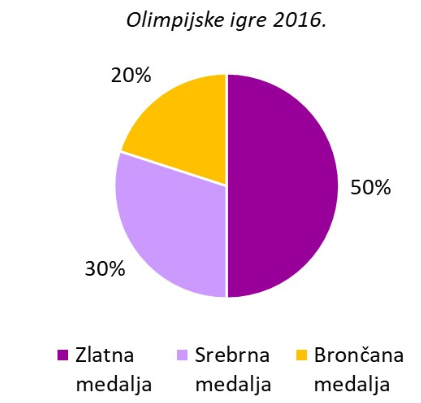 Olimpijske igre 2016.
20%
50%
30%
Zlatna medalja
Srebrna medalja
Brončana medalja